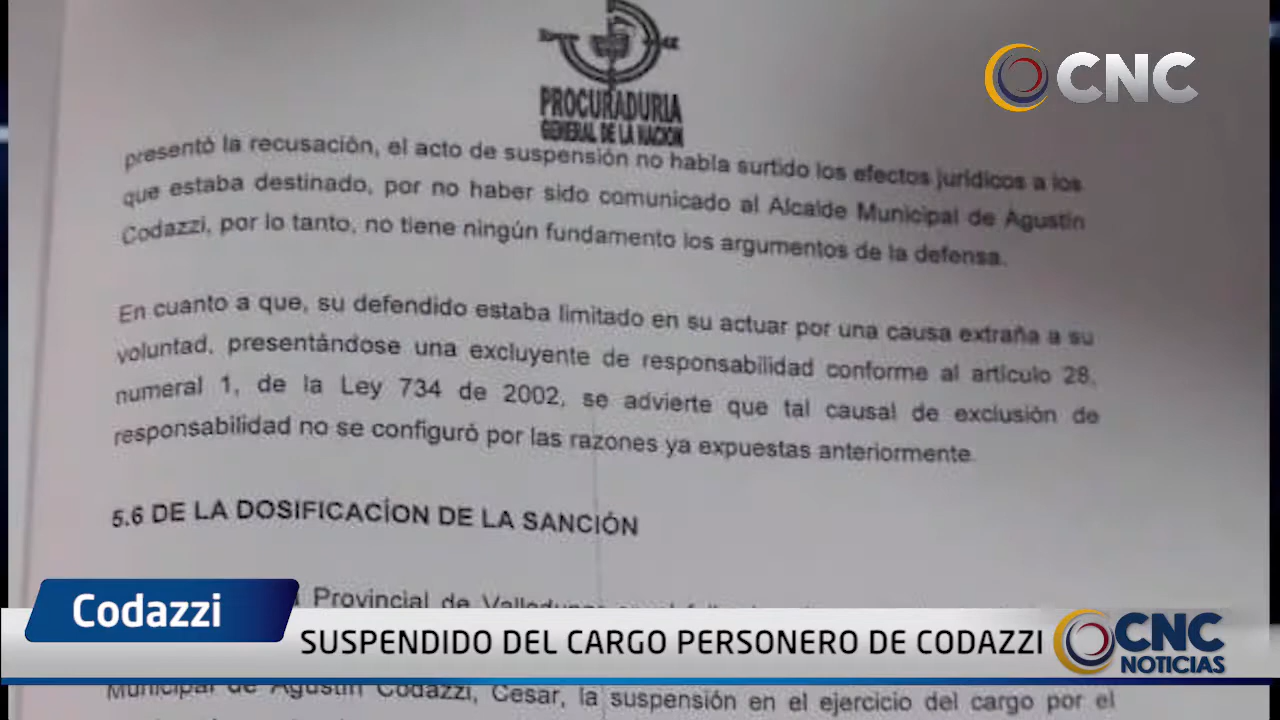 CNC
PROCURADURIA
GENERAL DE LA NACION
presentó la recusación, el acto de suspensión no habla surtido los efectos jurídicos a los
que estaba destinado, por no haber sido comunicado al Alcalde Municipal de Agustín
Codazzi, por lo tanto, no tiene ningún fundamento los argumentos de la defensa.
En cuanto a que, su defendido estaba limitado en su actuar por una causa extraña a su
voluntad, presentándose una excluyente de responsabilidad conforme al artículo 28,
numeral 1, de la Ley 734 de 2002, se advierte que tal causal de exclusión de
responsabilidad no se configuró por las razones ya expuestas anteriormente.
5.6 DE LA DOSIFICACÍON DE LA SANCIÓN
Provincial de Valledupar
Codazzi
SUSPENDIDO DEL CARGO PERSONERO DE CODAZZI
CNC
NOTICIAS
Municipal de Agustín Codazzi, Cesar, la suspensión en el ejercicio del cargo por el